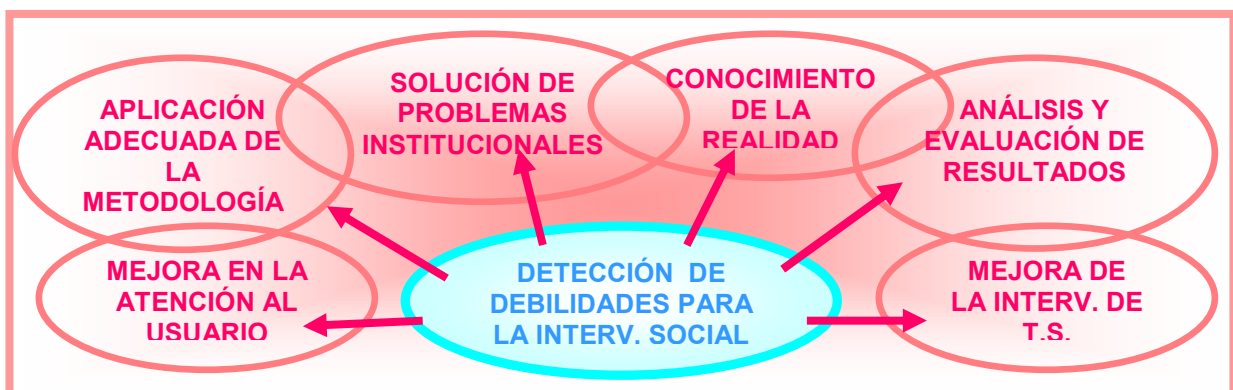 APLICACIÓN
ADECUADA DE
LA
METODOLOGÍA
SOLUCIÓN DE
PROBLEMAS
INSTITUCIONALES
CONOCIMIENTO
DE LA
REALIDAD
ANÁLISIS Y
EVALUACIÓN DE
RESULTADOS
MEJORA EN LA
ATENCIÓN AL
USUARIO
DETECCIÓN DE
DEBILIDADES PARA
LA INTERV. SOCIAL
MEJORA DE
LA INTERV. DE
T.S.